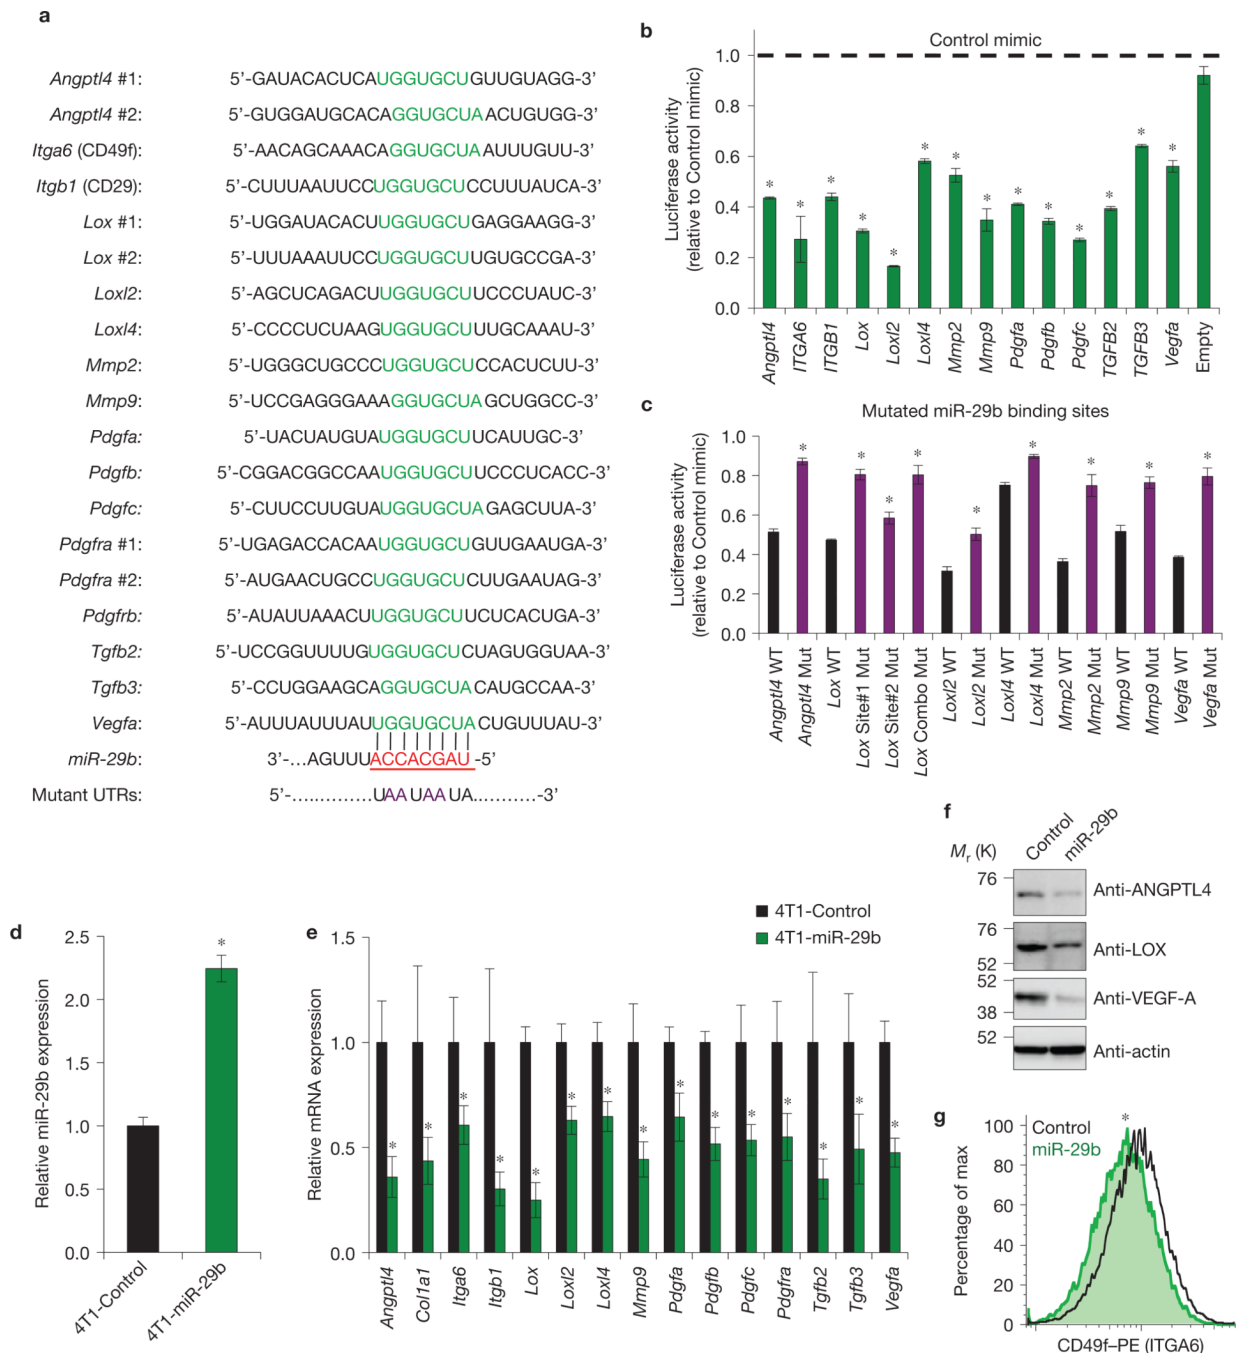 a
Angptl4 #1: 5’-GAUACACUCAUGGUGCUGUUGUAGG-3’
Angptl4 #2: 5’-GUGGAUGCACAGGUGCUAACUGUGG-3’
Itga6 (CD49f): 5’-AACAGCAAACAGGUGCUAAUUUGUU-3’
Itgb1 (CD29): 5’-CUUUAAUUCCUGGUGCUCCUUUAUCA-3’
Lox #1: 5’-UGGAUACACUUGGUGCUGAGGAAGG-3’
Lox #2: 5’-UUUAAAUUCCUGGUGCUUGUGCCGA-3’
Loxl2: 5’-AGCUCAGACUUGGUGCUUCCCUAUC-3’
Loxl4: 5’-CCCCUCUAAGUGGUGCUUUGCAAAU-3’
Mmp2: 5’-UGGGCUGCCCUGGUGCUCCACUCUU-3’
Mmp9: 5’-UCCGAGGGAAAGGUGCUAGCUGGCC-3’
Pdgfa: 5’-UACUAUGUAUGGUGCUUCAUUGC-3’
Pdgfb: 5’-CGGACGGCCAAUGGUGCUUCCCUCACC-3’
Pdgfc: 5’-CUUCCUUGUAUGGUGCUAGAGCUUA-3’
Pdgfra #1: 5’-UGAGACCACAAUGGUGCUGUUGAAUGA-3’
Pdgfra #2: 5’-AUGAACUGCCUGGUGCUCUUGAAUAG-3’
Pdgfrb: 5’-AUAUUAAACUUGGUGCUUCUCACUGA-3’
Tgfb2: 5’-UCCGGUUUUGUGGUGCUCUAGUGGUAA-3’
Tgfb3: 5’-CCUGGAAGCAGGUGCUACAUGCCAA-3’
Vegfa: 5’-AUUUAUUUAUUGGUGCUACUGUUUAU-3’
miR-29b: 3’-...AGUUUACCACGAU-5’
Mutant UTRs: 5’-...............UAAUAAUA..........-3’
b
Control mimic
Luciferase activity
(relative to Control mimic)
1.0
0.8
0.6
0.4
0.2
0.0
* * * * * * * * * * * * * *
Angptl4 ITGA6 ITGB1 Lox Loxl2 Loxl4 Mmp2 Mmp9 Pdgfa Pdgfb Pdgfc TGFB2 TGFB3 Vegfa Empty
c
Mutated miR-29b binding sites
Luciferase activity
(relative to Control mimic)
1.0
0.8
0.6
0.4
0.2
0.0
* * * * * * * * *
Angptl4 WT Angptl4 Mut Lox WT Lox Site#1 Mut Lox Site#2 Mut Lox Combo Mut Loxl2 WT Loxl2 Mut Loxl4 WT Loxl4 Mut Mmp2 WT Mmp2 Mut Mmp9 WT Mmp9 Mut Vegfa WT Vegfa Mut
d
Relative miR-29b expression
2.5
2.0
1.5
1.0
0.5
0.0
*
4T1-Control 4T1-miR-29b
e
4T1-Control
4T1-miR-29b
Relative mRNA expression
1.5
1.0
0.5
0.0
* * * * * * * * * * * * * * *
Angptl4 Col1a1 Itga6 Itgb1 Lox Loxl2 Loxl4 Mmp9 Pdgfa Pdgfb Pdgfc Pdgfra Tgfb2 Tgfb3 Vegfa
f
Mr (K) Control miR-29b
76
Anti-ANGPTL4
76
Anti-LOX
52
52
Anti-VEGF-A
38
52
Anti-actin
g
Control
miR-29b
*
Percentage of max
100
80
60
40
20
0
CD49f–PE (ITGA6)